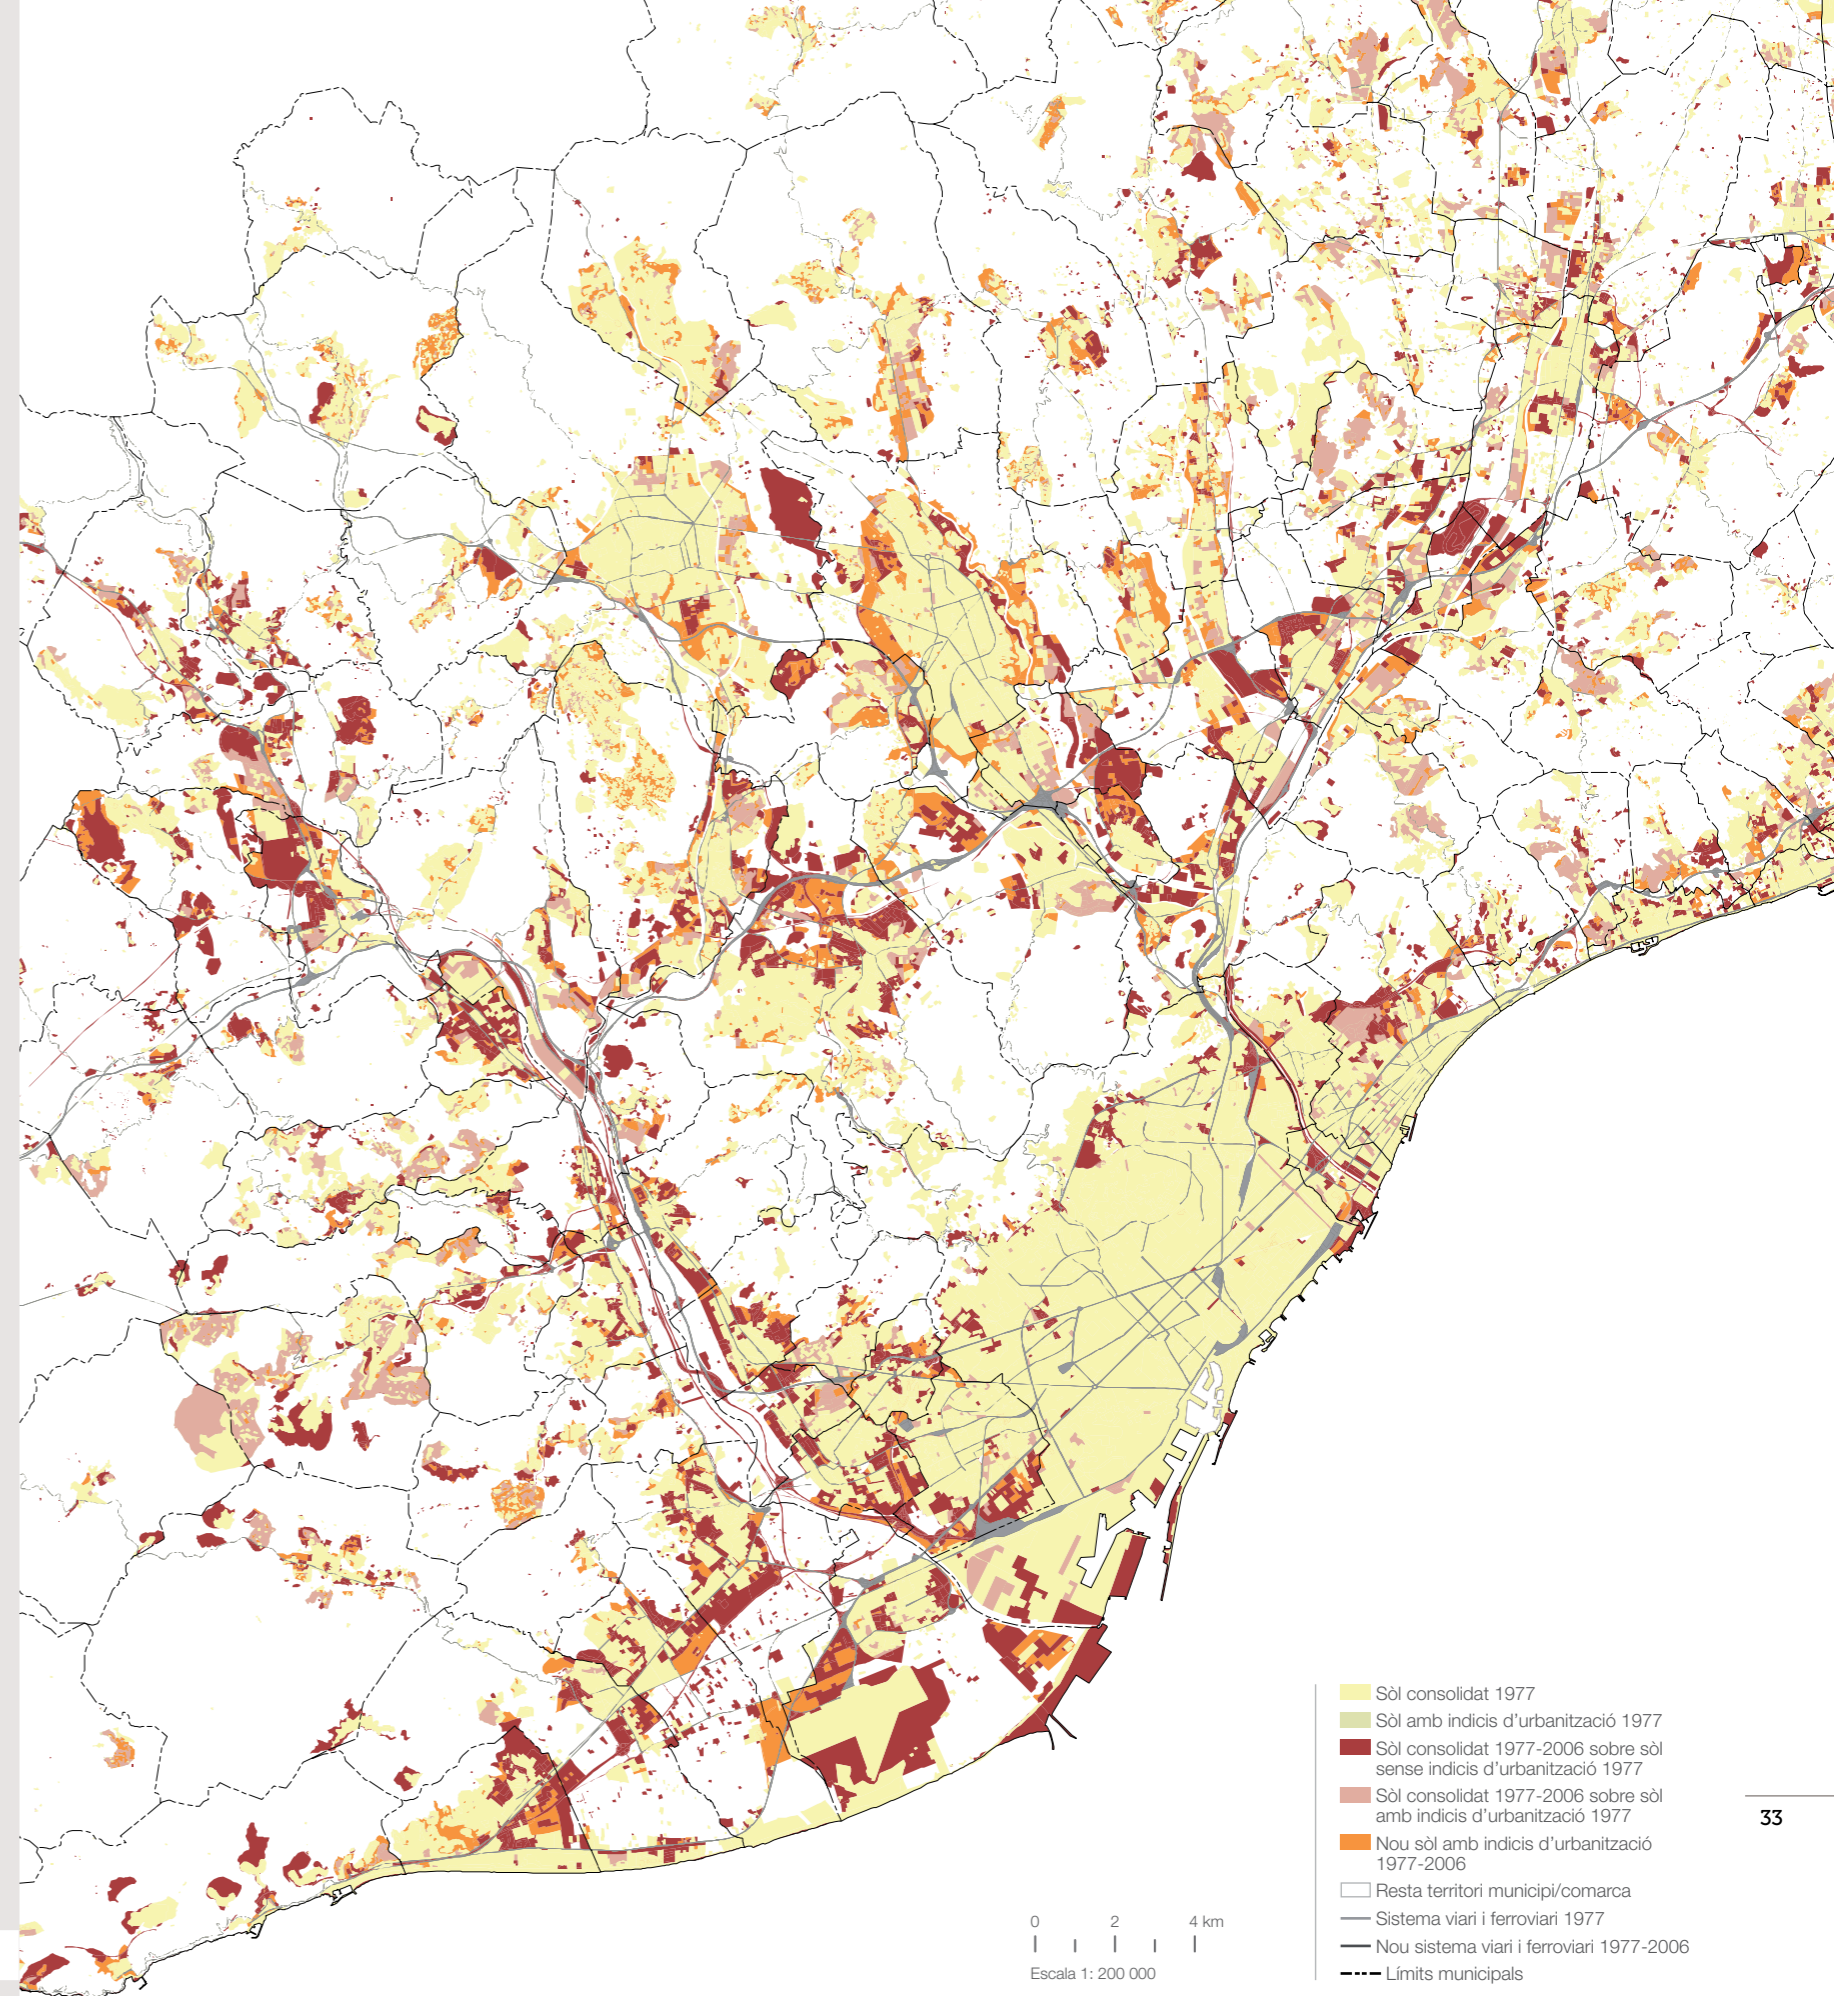 Sòl consolidat 1977
Sòl amb indicis d'urbanització 1977
Sòl consolidat 1977-2006 sobre sòl
sense indicis d'urbanització 1977
Sòl consolidat 1977-2006 sobre sòl
amb indicis d'urbanització 1977
Nou sòl amb indicis d'urbanització
1977-2006
Resta territori municipi/comarca
Sistema viari i ferroviari 1977
Nou sistema viari i ferroviari 1977-2006
Límits municipals
33
0 2 4 km
Escala 1: 200 000